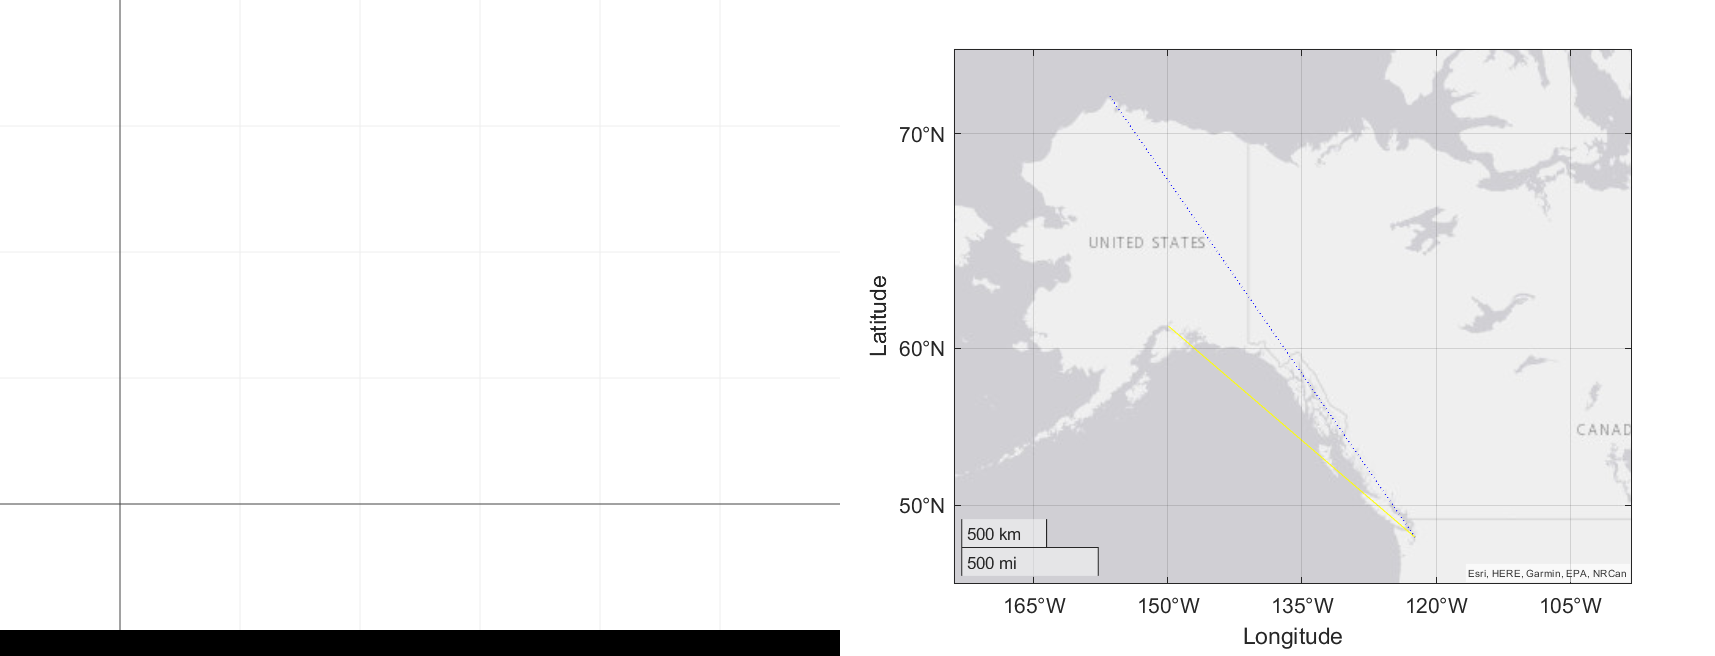 70°N
UNITED STATES
Latitude
60°N
CANAD
50°N
500 km
500 mi
Esri, HERE, Garmin, EPA, NRCan
165°W 150°W 135°W 120°W 105°W
Longitude